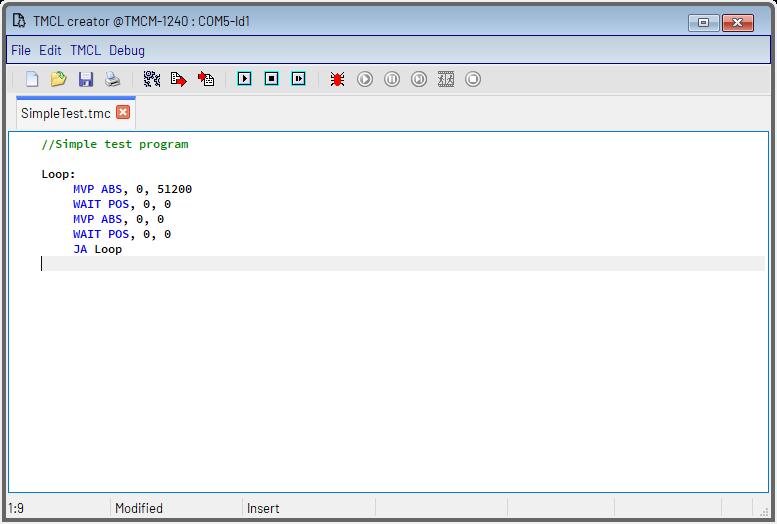 TMCL creator @TMCM-1240 : COM5-Id1
File Edit TMCL Debug
SimpleTest.tmc
//Simple test program
Loop:
MVP ABS, 0, 51200
WAIT POS, 0, 0
MVP ABS, 0, 0
WAIT POS, 0, 0
JA Loop
1:9 Modified Insert